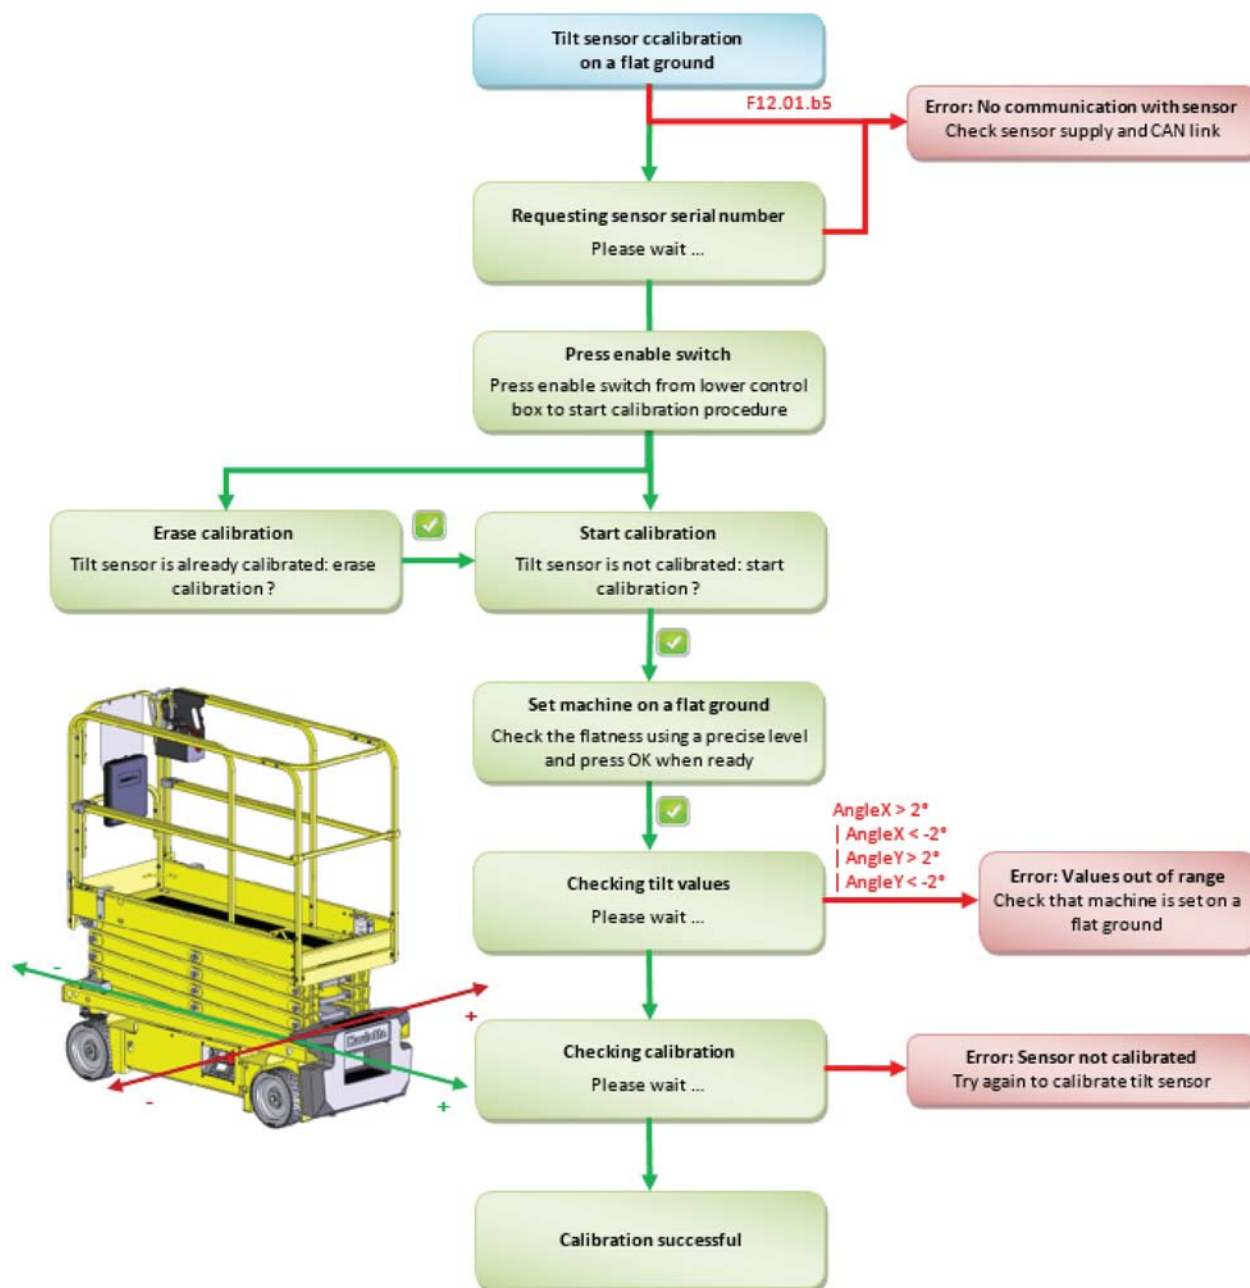 Tilt sensor ccalibration
on a flat ground
F12.01.b5
Error: No communication with sensor
Check sensor supply and CAN link
Requesting sensor serial number
Please wait ...
Press enable switch
Press enable switch from lower control
box to start calibration procedure
Erase calibration
Tilt sensor is already calibrated: erase
calibration ?
Start calibration
Tilt sensor is not calibrated: start
calibration ?
Set machine on a flat ground
Check the flatness using a precise level
and press OK when ready
AngleX > 2°
| AngleX < -2°
| AngleY > 2°
| AngleY < -2°
Checking tilt values
Please wait ...
Error: Values out of range
Check that machine is set on a
flat ground
-
+
-
+
Checking calibration
Please wait ...
Error: Sensor not calibrated
Try again to calibrate tilt sensor
Calibration successful